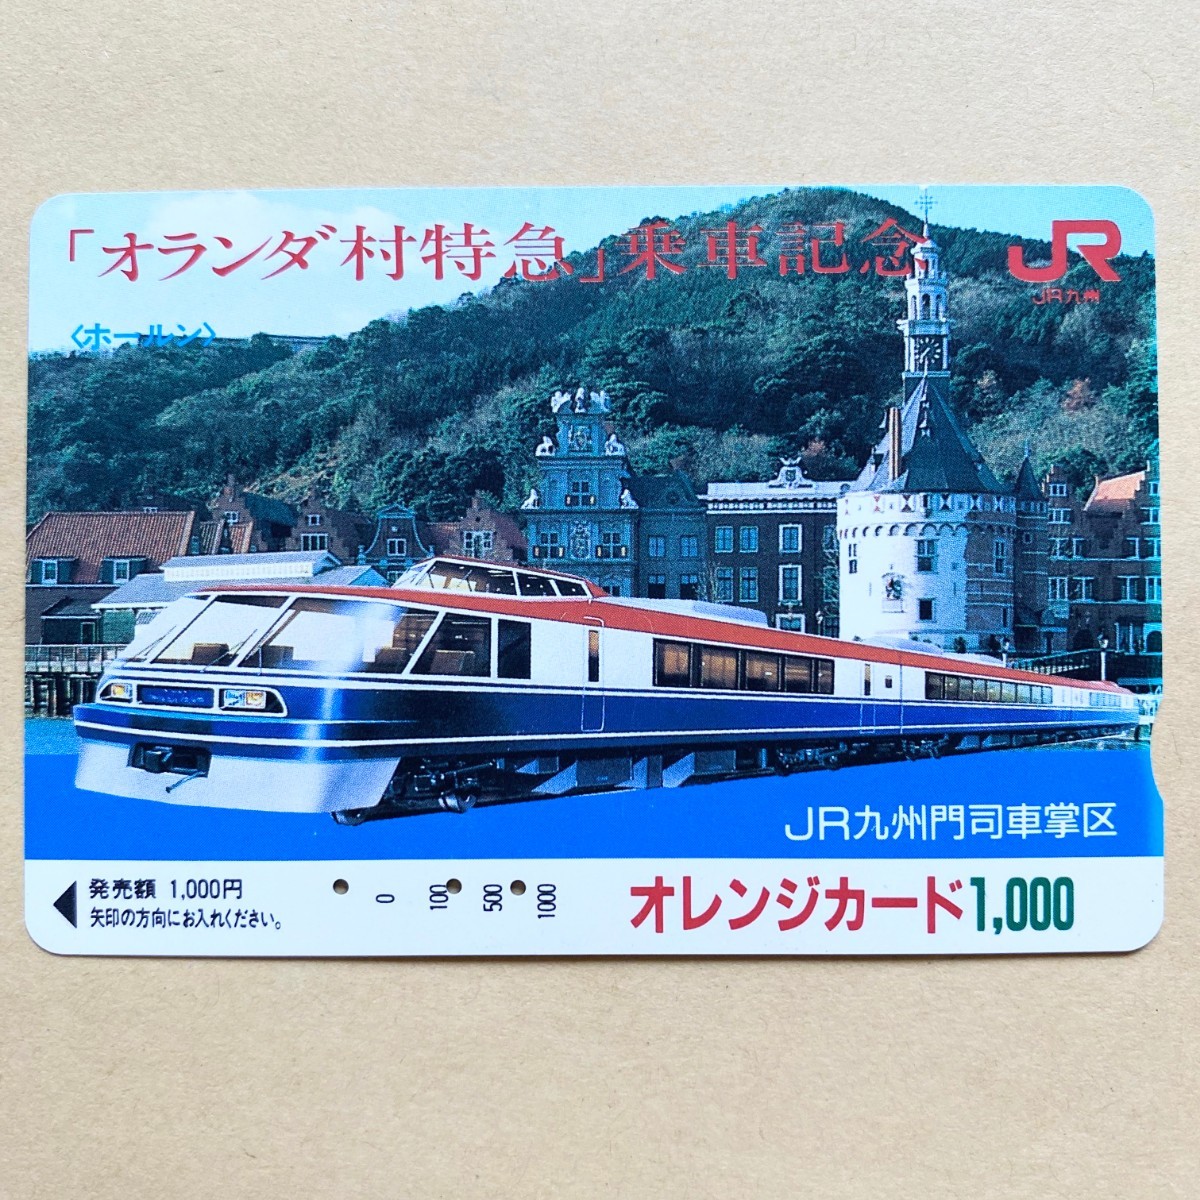 「オランダ村特急」乗車記念
JR
JR九州
〈ホールン〉
JR九州門司車掌区
発売額 1,000円
矢印の方向にお入れください。
0 100 500 1000
オレンジカード1,000